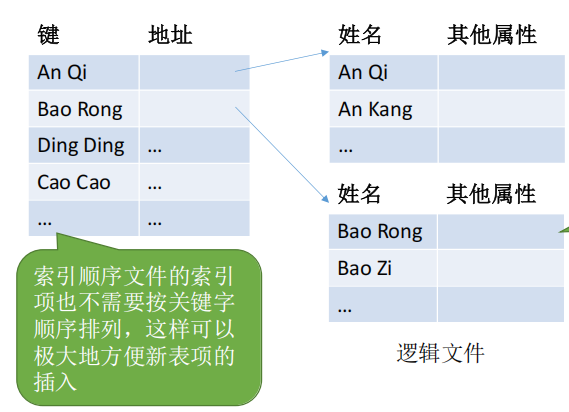 键 地址
An Qi
Bao Rong
Ding Ding ...
Cao Cao ...
... ...
索引顺序文件的索引
项也不需要按关键字
顺序排列，这样可以
极大地方便新表项的
插入
姓名 其他属性
An Qi
An Kang
...
姓名 其他属性
Bao Rong
Bao Zi
...
逻辑文件